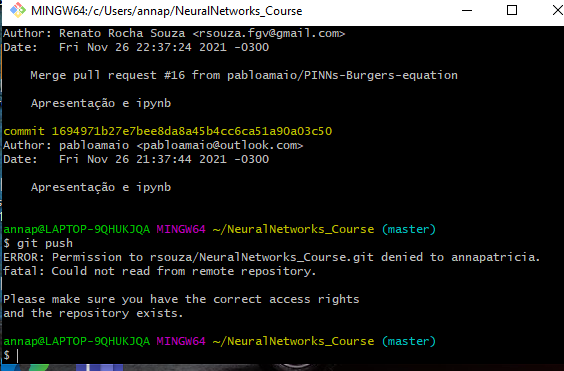 MINGW64:/c/Users/annap/NeuralNetworks_Course
Author: Renato Rocha Souza <rsouza.fgv@gmail.com>
Date:   Fri Nov 26 22:37:24 2021 -0300
Merge pull request #16 from pabloamaio/PINNs-Burgers-equation
Apresentação e ipynb
commit 1694971b27e7bee8da8a45b4cc6ca51a90a03c50
Author: pabloamaio <pabloamaio@outlook.com>
Date:   Fri Nov 26 21:37:44 2021 -0300
Apresentação e ipynb
annap@LAPTOP-9QHUKJQA MINGW64 ~/NeuralNetworks_Course (master)
$ git push
ERROR: Permission to rsouza/NeuralNetworks_Course.git denied to annapatricia.
fatal: Could not read from remote repository.
Please make sure you have the correct access rights
and the repository exists.
annap@LAPTOP-9QHUKJQA MINGW64 ~/NeuralNetworks_Course (master)
$